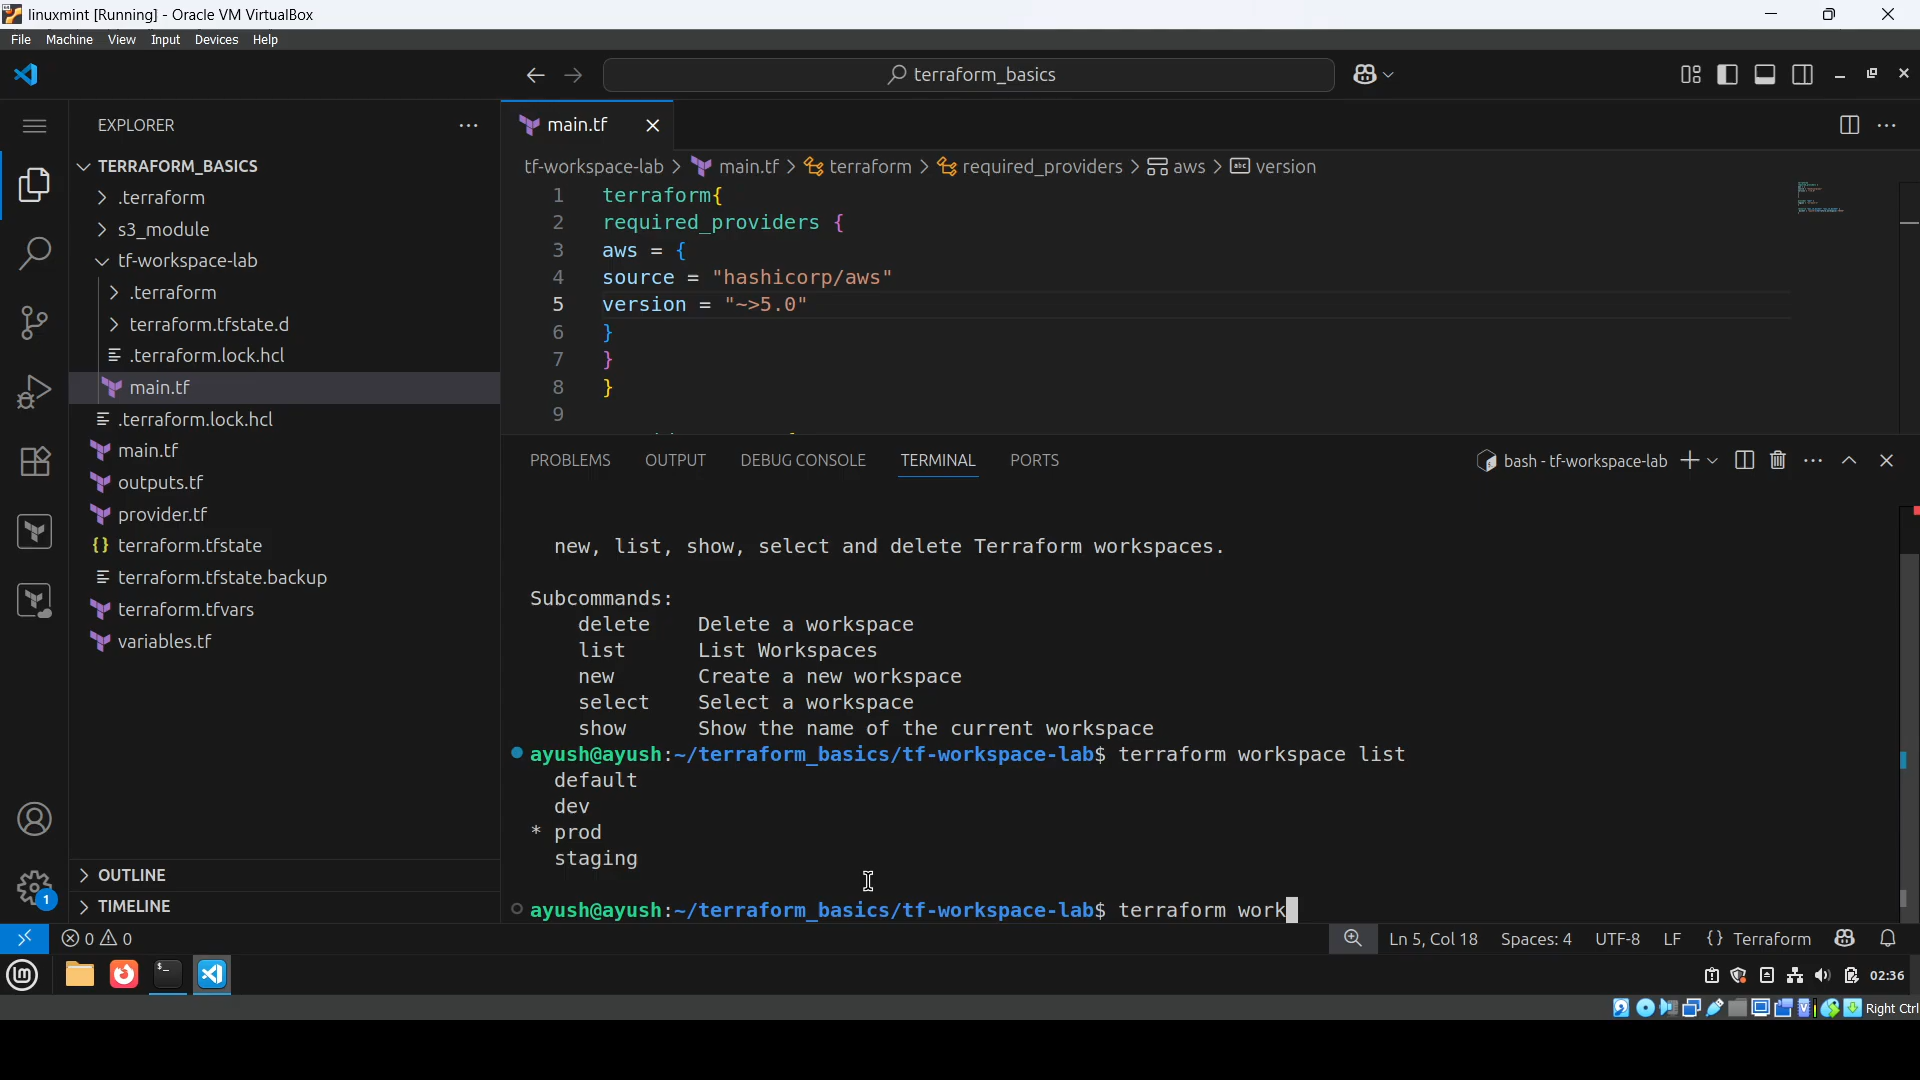 linuxmint [Running] - Oracle VM VirtualBox
File Machine View Input Devices Help
terraform_basics
EXPLORER
TERRAFORM_BASICS
.terraform
s3_module
tf-workspace-lab
.terraform
terraform.tfstate.d
.terraform.lock.hcl
main.tf
.terraform.lock.hcl
main.tf
outputs.tf
provider.tf
{} terraform.tfstate
terraform.tfstate.backup
terraform.tfvars
variables.tf
OUTLINE
TIMELINE
main.tf
tf-workspace-lab > main.tf > terraform > required_providers > aws > abc version
1 terraform{
2 required_providers {
3 aws = {
4 source = "hashicorp/aws"
5 version = "~>5.0"
6 }
7 }
8 }
9
PROBLEMS OUTPUT DEBUG CONSOLE TERMINAL PORTS
bash - tf-workspace-lab
new, list, show, select and delete Terraform workspaces.
Subcommands:
delete Delete a workspace
list List Workspaces
new Create a new workspace
select Select a workspace
show Show the name of the current workspace
ayush@ayush:~/terraform_basics/tf-workspace-lab$ terraform workspace list
default
dev
* prod
staging
ayush@ayush:~/terraform_basics/tf-workspace-lab$ terraform work
1
0 0
Ln 5, Col 18 Spaces: 4 UTF-8 LF {} Terraform
02:36
Right Ctrl